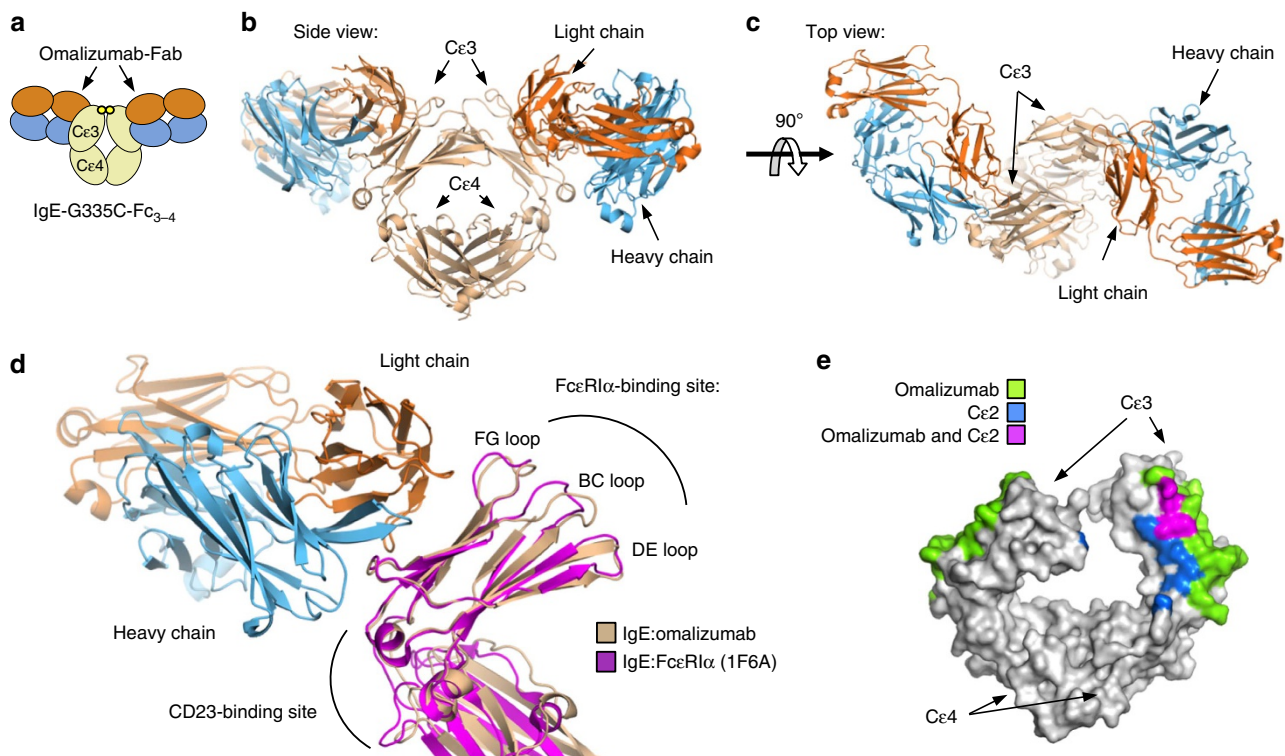 a
Omalizumab-Fab
Cε3
Cε4
IgE-G335C-Fc3–4
b
Side view:
Cε3
Light chain
Cε4
Heavy chain
c
Top view:
90°
Cε3
Heavy chain
Light chain
d
Light chain
FcεRIα-binding site:
FG loop
BC loop
DE loop
Heavy chain
IgE:omalizumab
IgE:FcεRIα (1F6A)
CD23-binding site
e
Omalizumab
Cε2
Omalizumab and Cε2
Cε3
Cε4